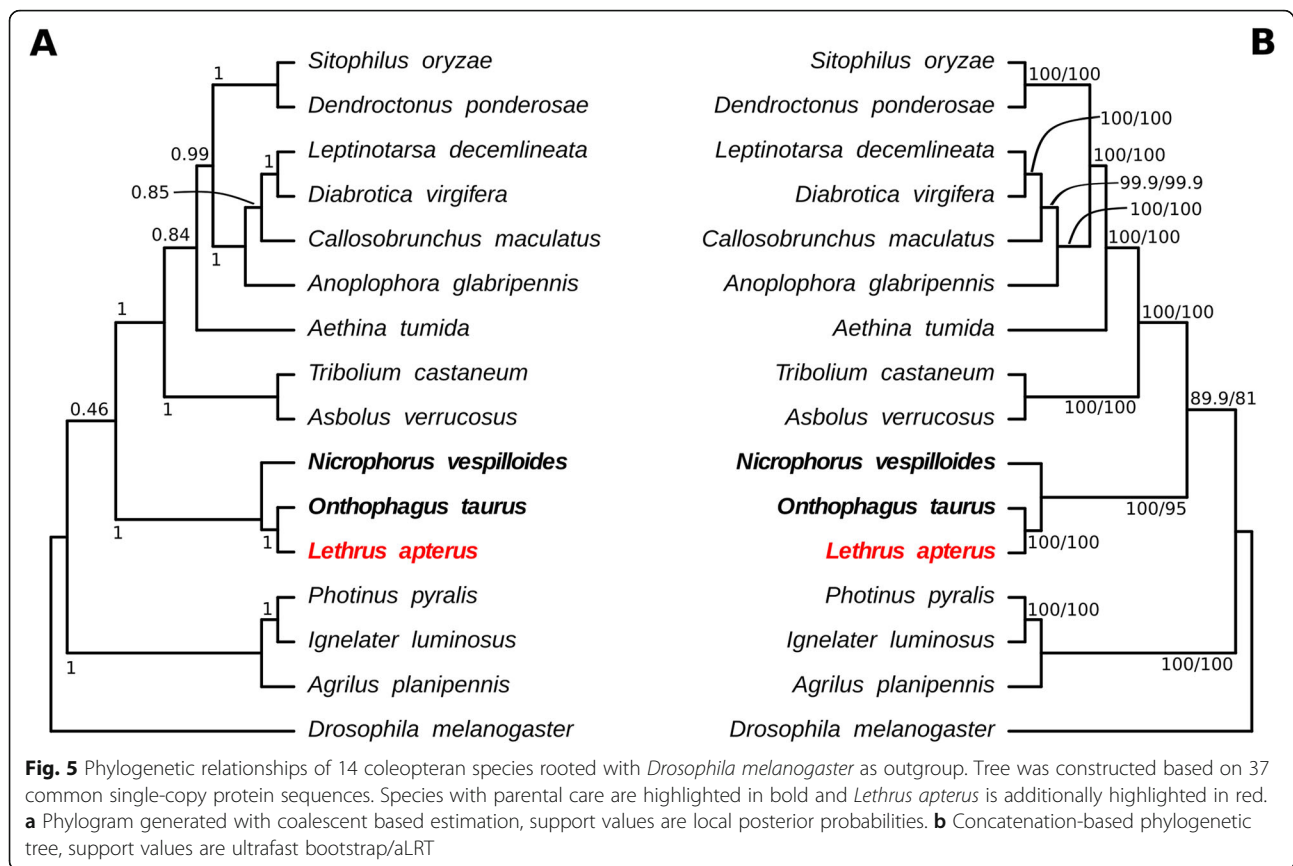 A
B
Sitophilus oryzae
Dendroctonus ponderosae
Leptinotarsa decemlineata
Diabrotica virgifera
Callosobrunchus maculatus
Anoplophora glabripennis
Aethina tumida
Tribolium castaneum
Asbolus verrucosus
Nicrophorus vespilloides
Onthophagus taurus
Lethrus apterus
Photinus pyralis
Ignelater luminosus
Agrilus planipennis
Drosophila melanogaster
1
0.99
1
0.85
0.84
1
1
1
0.46
1
1
1
1
Sitophilus oryzae
Dendroctonus ponderosae
Leptinotarsa decemlineata
Diabrotica virgifera
Callosobrunchus maculatus
Anoplophora glabripennis
Aethina tumida
Tribolium castaneum
Asbolus verrucosus
Nicrophorus vespilloides
Onthophagus taurus
Lethrus apterus
Photinus pyralis
Ignelater luminosus
Agrilus planipennis
Drosophila melanogaster
100/100
100/100
100/100
99.9/99.9
100/100
100/100
100/100
89.9/81
100/100
100/95
100/100
100/100
100/100
Fig. 5 Phylogenetic relationships of 14 coleopteran species rooted with Drosophila melanogaster as outgroup. Tree was constructed based on 37
common single-copy protein sequences. Species with parental care are highlighted in bold and Lethrus apterus is additionally highlighted in red.
a Phylogram generated with coalescent based estimation, support values are local posterior probabilities. b Concatenation-based phylogenetic
tree, support values are ultrafast bootstrap/aLRT